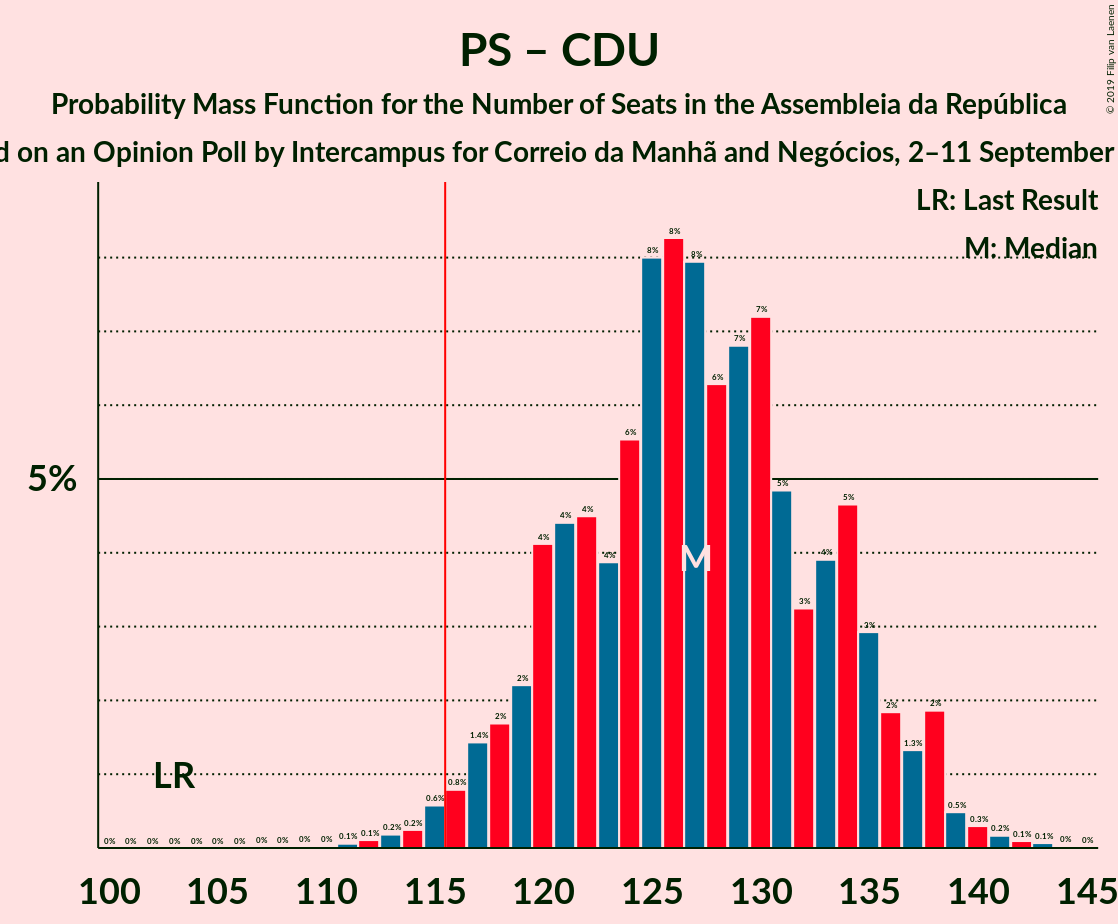 PS – CDU
Probability Mass Function for the Number of Seats in the Assembleia da República
on an Opinion Poll by Intercampus for Correio da Manhã and Negócios, 2–11 September
© 2019 Filip van Laenen
LR: Last Result
M: Median
5%
LR
M
0% 0% 0% 0% 0% 0% 0% 0% 0% 0% 0% 0.1% 0.1% 0.2% 0.2% 0.6% 0.8% 1.4% 2% 2% 4% 4% 4% 4% 6% 8% 8% 8% 6% 7% 7% 5% 3% 4% 5% 3% 2% 1.3% 2% 0.5% 0.3% 0.2% 0.1% 0.1% 0% 0%
100 105 110 115 120 125 130 135 140 145